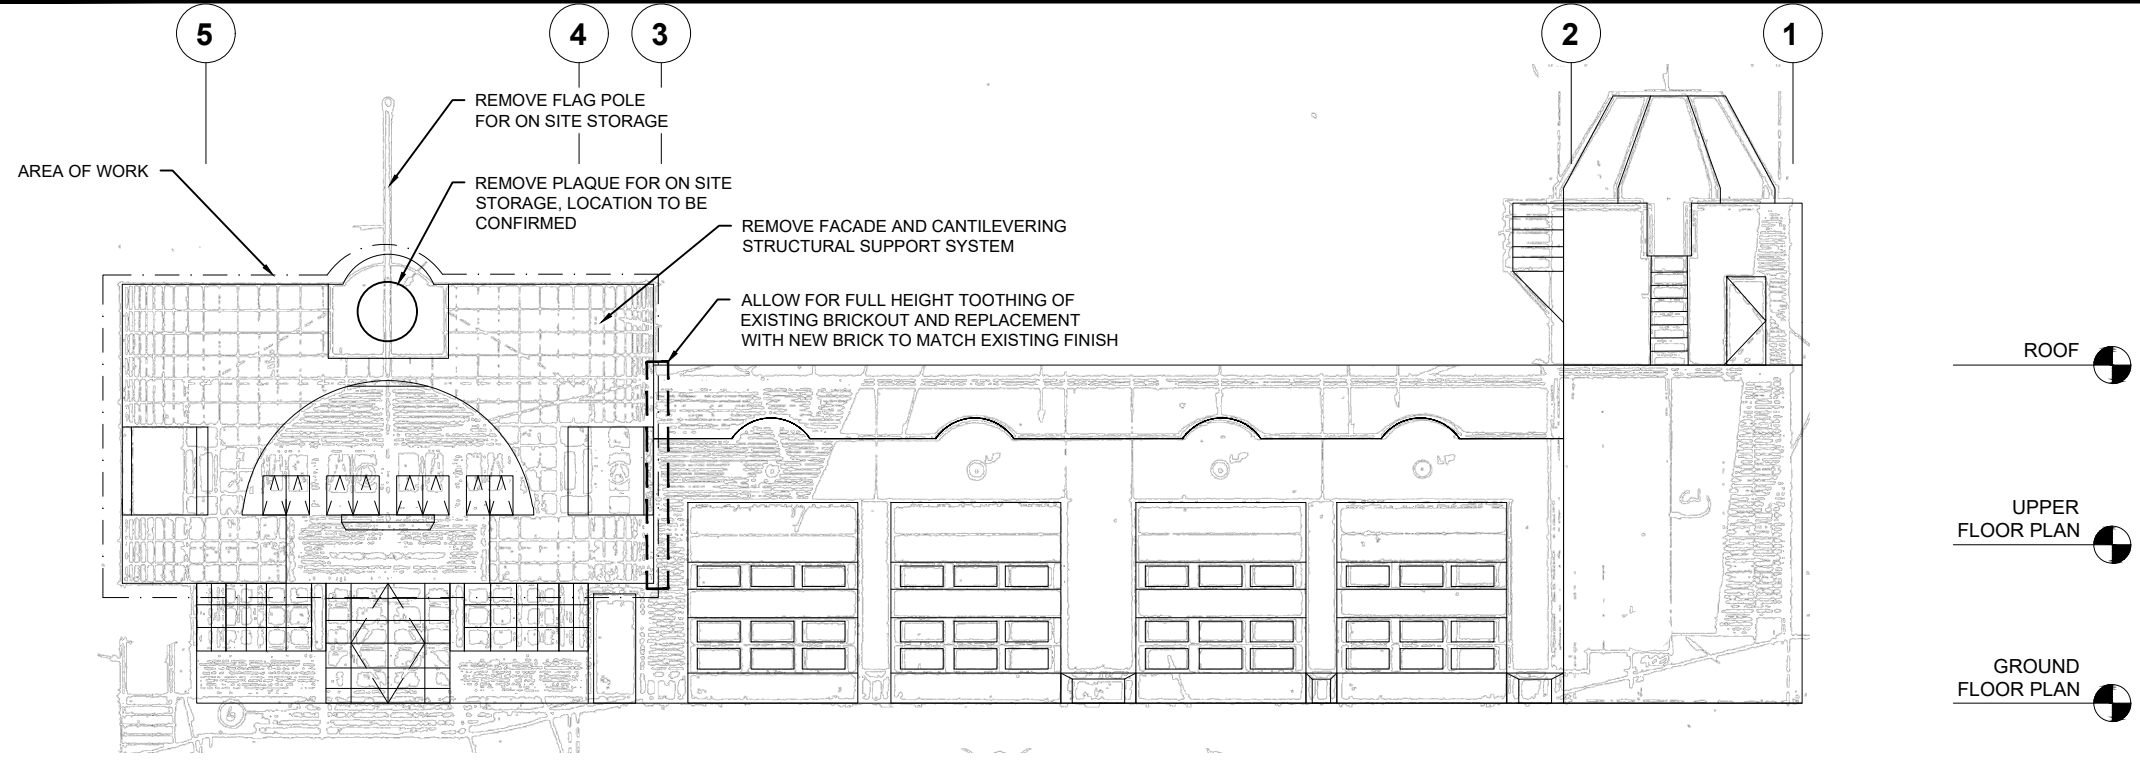 5
4
3
2
1
REMOVE FLAG POLE
FOR ON SITE STORAGE
AREA OF WORK
REMOVE PLAQUE FOR ON SITE
STORAGE, LOCATION TO BE
CONFIRMED
REMOVE FACADE AND CANTILEVERING
STRUCTURAL SUPPORT SYSTEM
ALLOW FOR FULL HEIGHT TOOTHING OF
EXISTING BRICKOUT AND REPLACEMENT
WITH NEW BRICK TO MATCH EXISTING FINISH
ROOF
UPPER
FLOOR PLAN
GROUND
FLOOR PLAN